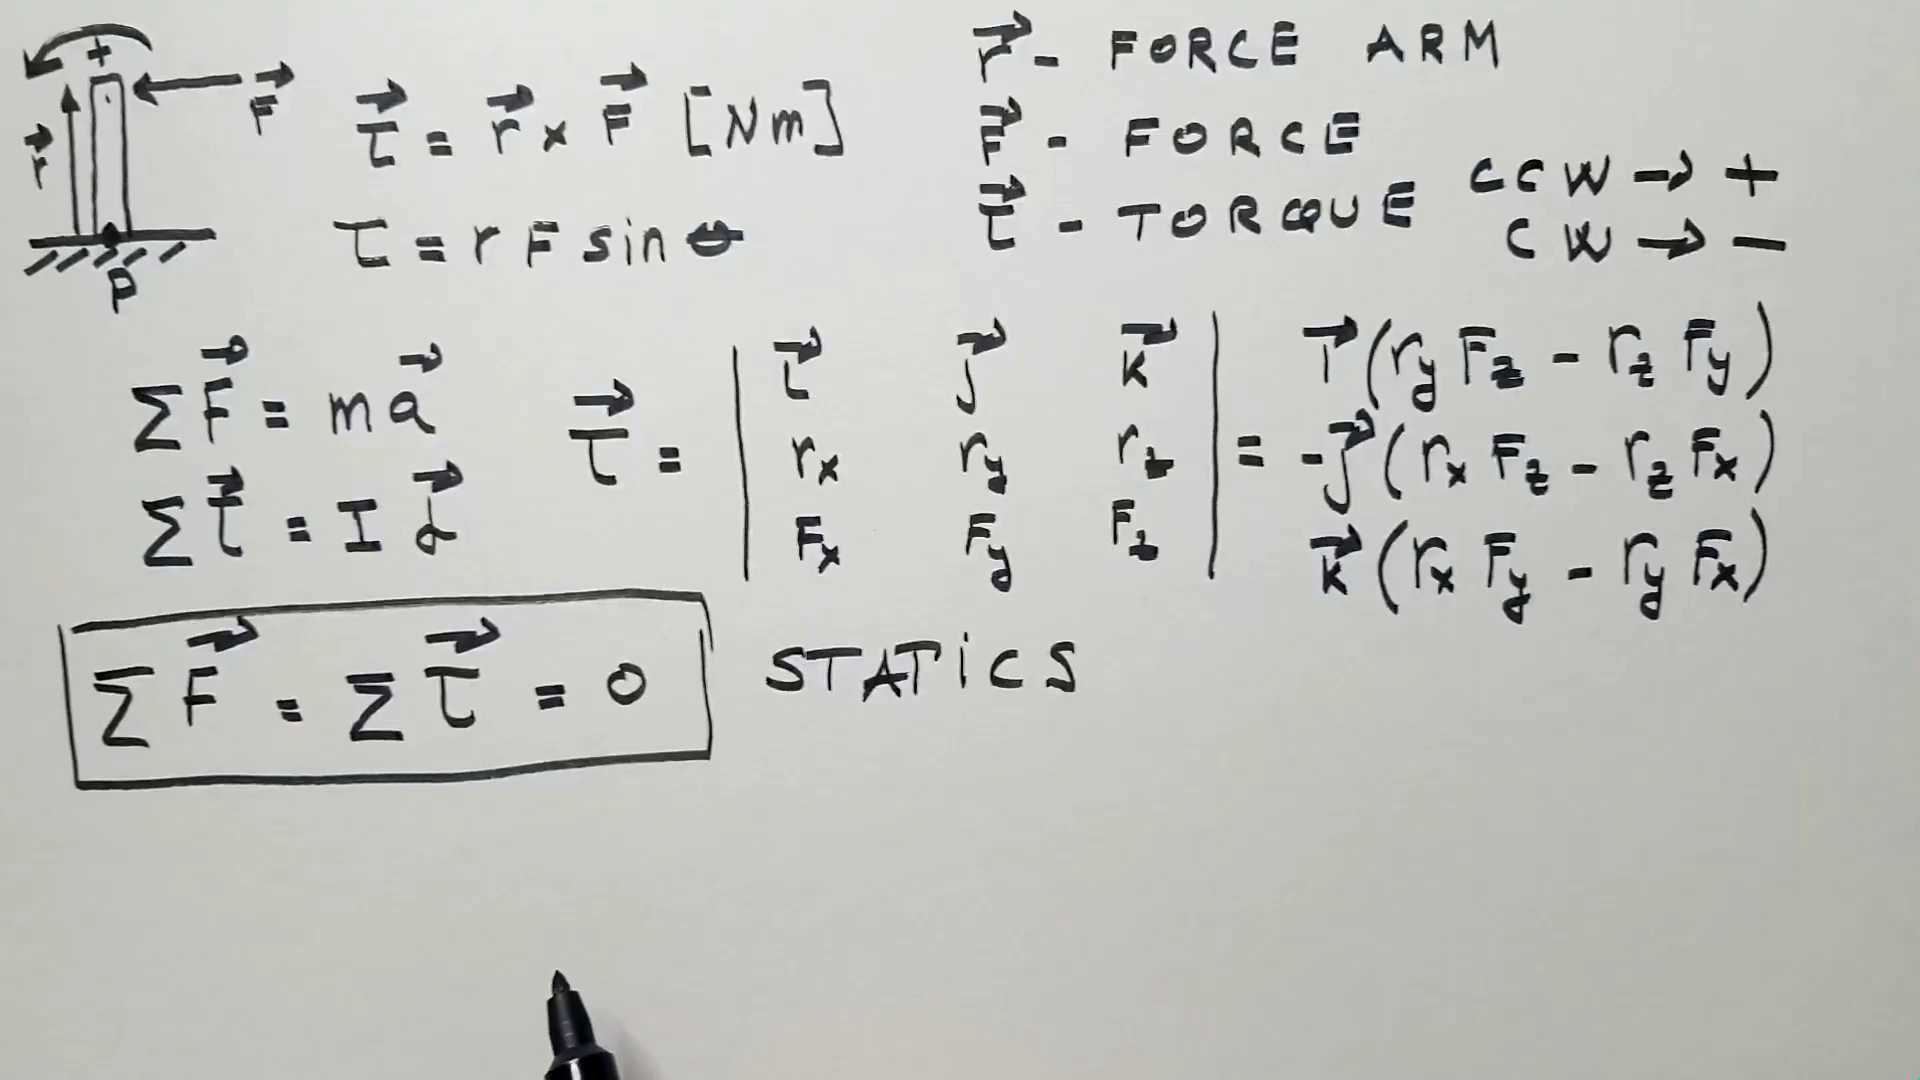 +
F⃗
r⃗
P
τ⃗ = r⃗ x F⃗ [Nm]
τ = r F sin θ
r⃗ - FORCE ARM
F⃗ - FORCE
τ⃗ - TORQUE
CCW → +
CW → -
ΣF⃗ = ma⃗
Στ⃗ = I α⃗
τ⃗ = | i⃗ j⃗ k⃗ | = i⃗ (ry Fz - rz Fy)
rx ry rz -j⃗ (rx Fz - rz Fx)
Fx Fy Fz k⃗ (rx Fy - ry Fx)
ΣF⃗ = Στ⃗ = 0 STATICS